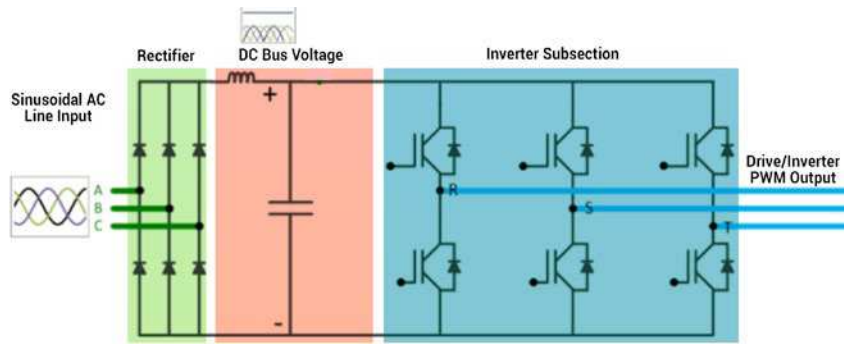 Rectifier
DC Bus Voltage
Inverter Subsection
Sinusoidal AC
Line Input
+
Drive/Inverter
PWM Output
A
R
B
S
C
T
-